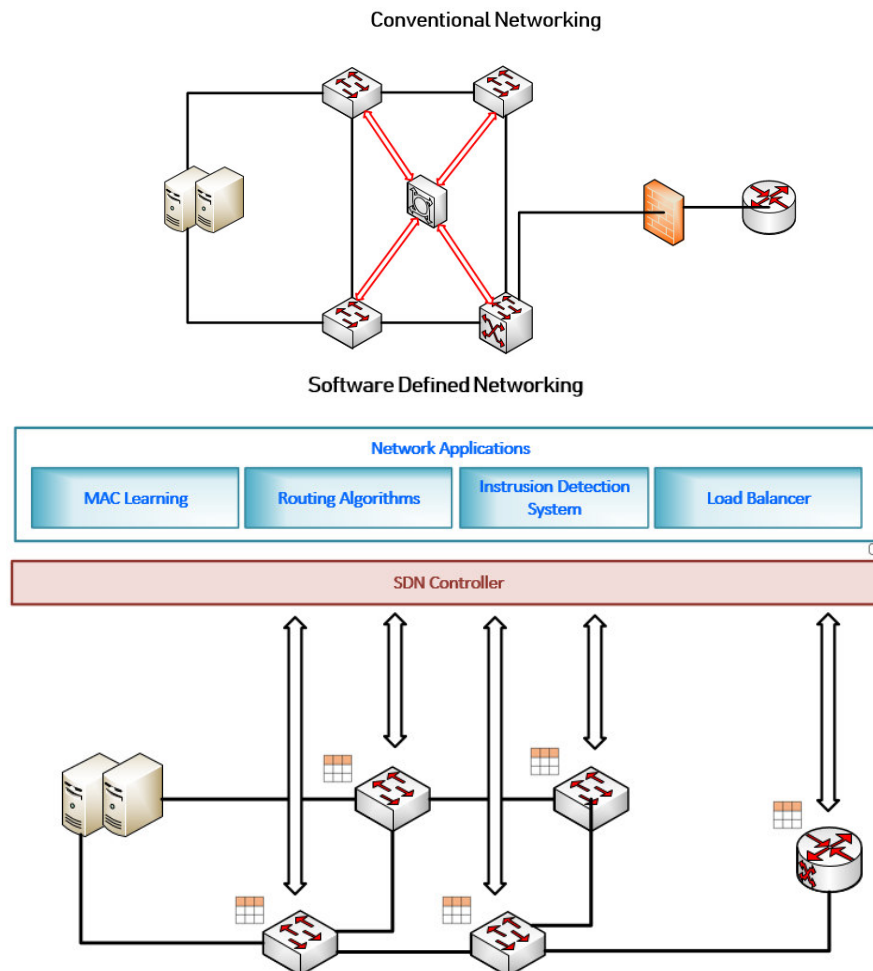 Conventional Networking
Software Defined Networking
Network Applications
MAC Learning
Routing Algorithms
Instrusion Detection
System
Load Balancer
SDN Controller